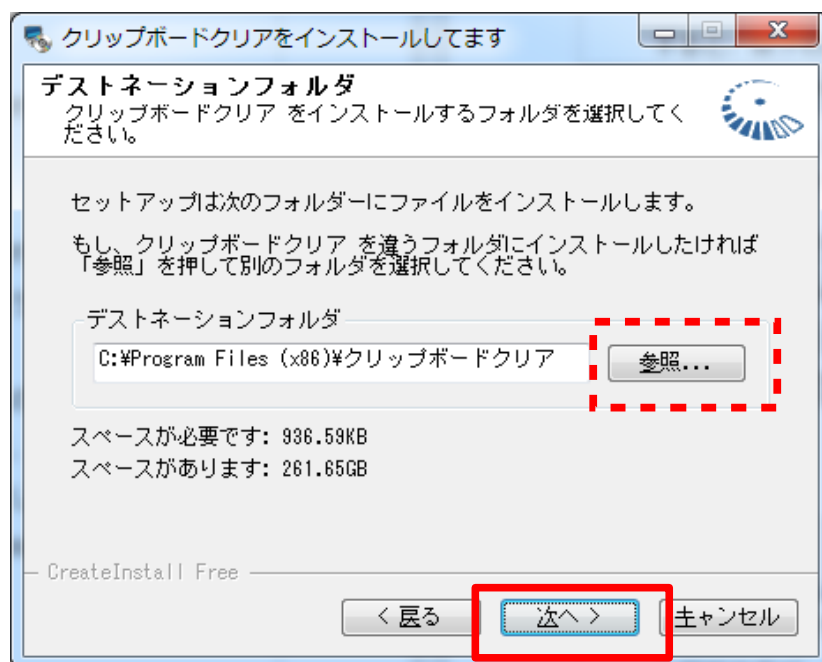 クリップボードクリアをインストールしてます
デストネーションフォルダ
クリップボードクリア をインストールするフォルダを選択してく
ださい。
セットアップは次のフォルダーにファイルをインストールします。
もし、クリップボードクリア を違うフォルダにインストールしたければ
「参照」を押して別のフォルダを選択してください。
デストネーションフォルダ
C:¥Program Files (x86)¥クリップボードクリア
参照...
スペースが必要です: 936.59KB
スペースがあります: 261.65GB
CreateInstall Free
< 戻る
次へ >
キャンセル